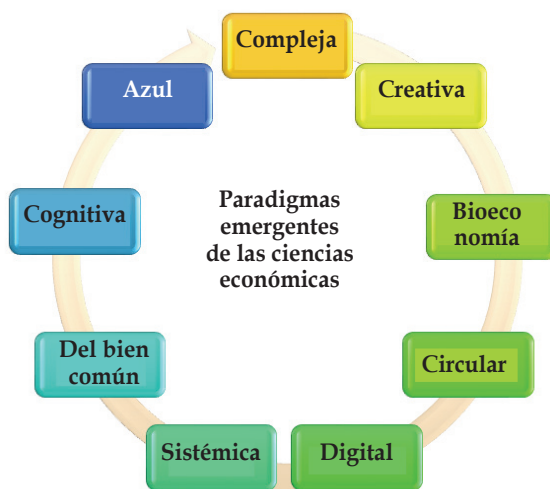 Compleja
Creativa
Bioeco
nomía
Circular
Digital
Sistémica
Del bien
común
Cognitiva
Azul
Paradigmas
emergentes
de las ciencias
económicas